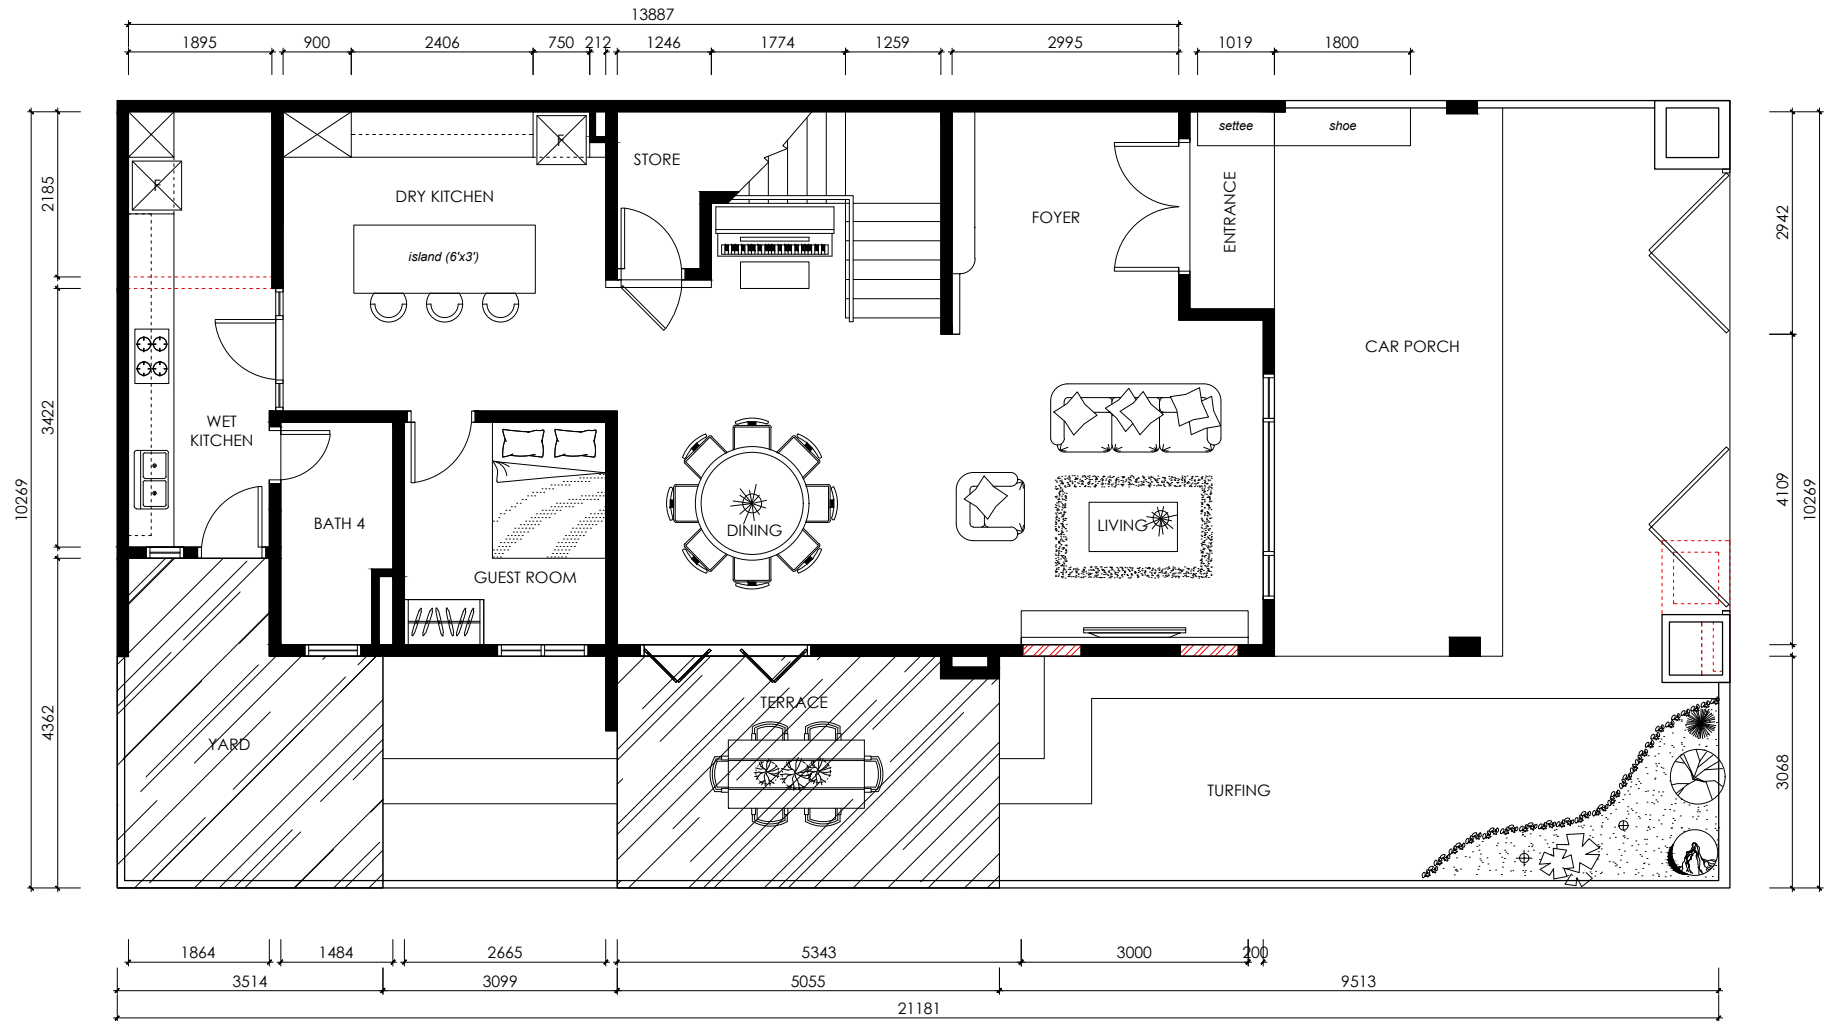 13887
1895 900 2406 750 212 1246 1774 1259 2995 1019 1800
settee shoe
F
STORE
F
2185
DRY KITCHEN
ENTRANCE
FOYER
2942
island (6'x3')
CAR PORCH
WET
KITCHEN
3422
10269
4109
10269
BATH 4
DINING
LIVING
GUEST ROOM
TERRACE
YARD
4362
3068
TURFING
1864 1484 2665 5343 3000 200
3514 3099 5055 9513
21181